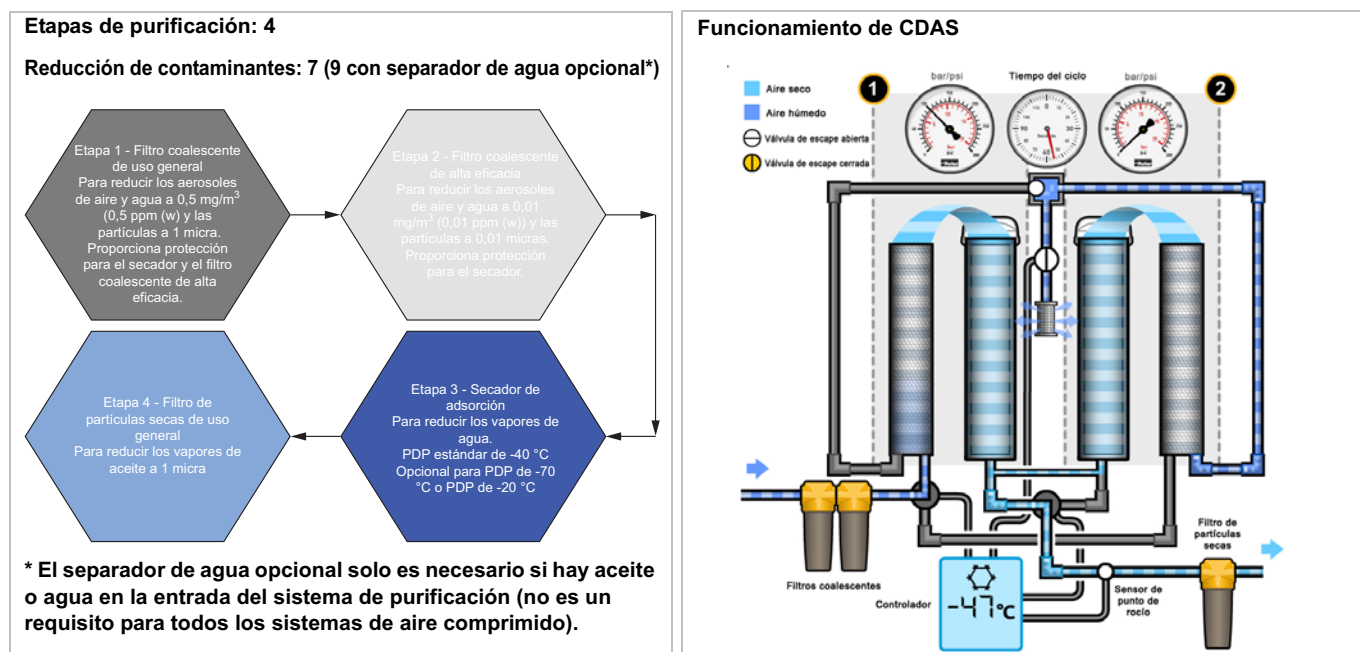 Etapas de purificación: 4
Reducción de contaminantes: 7 (9 con separador de agua opcional*)
Etapa 1 - Filtro coalescente
de uso general
Para reducir los aerosoles
de aire y agua a 0,5 mg/m³
(0,5 ppm (w) y las
partículas a 1 micra.
Proporciona protección
para el secador y el filtro
coalescente de alta
eficacia.
Etapa 2 - Filtro coalescente
de alta eficacia
Para reducir los aerosoles
de aire y agua a 0,01
mg/m³ (0,01 ppm (w)) y las
partículas a 0,01 micras.
Proporciona protección
para el secador.
Etapa 4 - Filtro de
partículas secas de uso
general
Para reducir los vapores de
aceite a 1 micra
Etapa 3 - Secador de
adsorción
Para reducir los vapores de
agua.
PDP estándar de -40 °C
Opcional para PDP de -70
°C o PDP de -20 °C
* El separador de agua opcional solo es necesario si hay aceite
o agua en la entrada del sistema de purificación (no es un
requisito para todos los sistemas de aire comprimido).
Funcionamiento de CDAS
Aire seco
Aire húmedo
Válvula de escape abierta
Válvula de escape cerrada
1
bar/psi
Tiempo del ciclo
bar/psi
2
0
30
60
90
Filtros coalescentes
Controlador
-47°C
Sensor de
punto de
rocío
Filtro de
partículas
secas